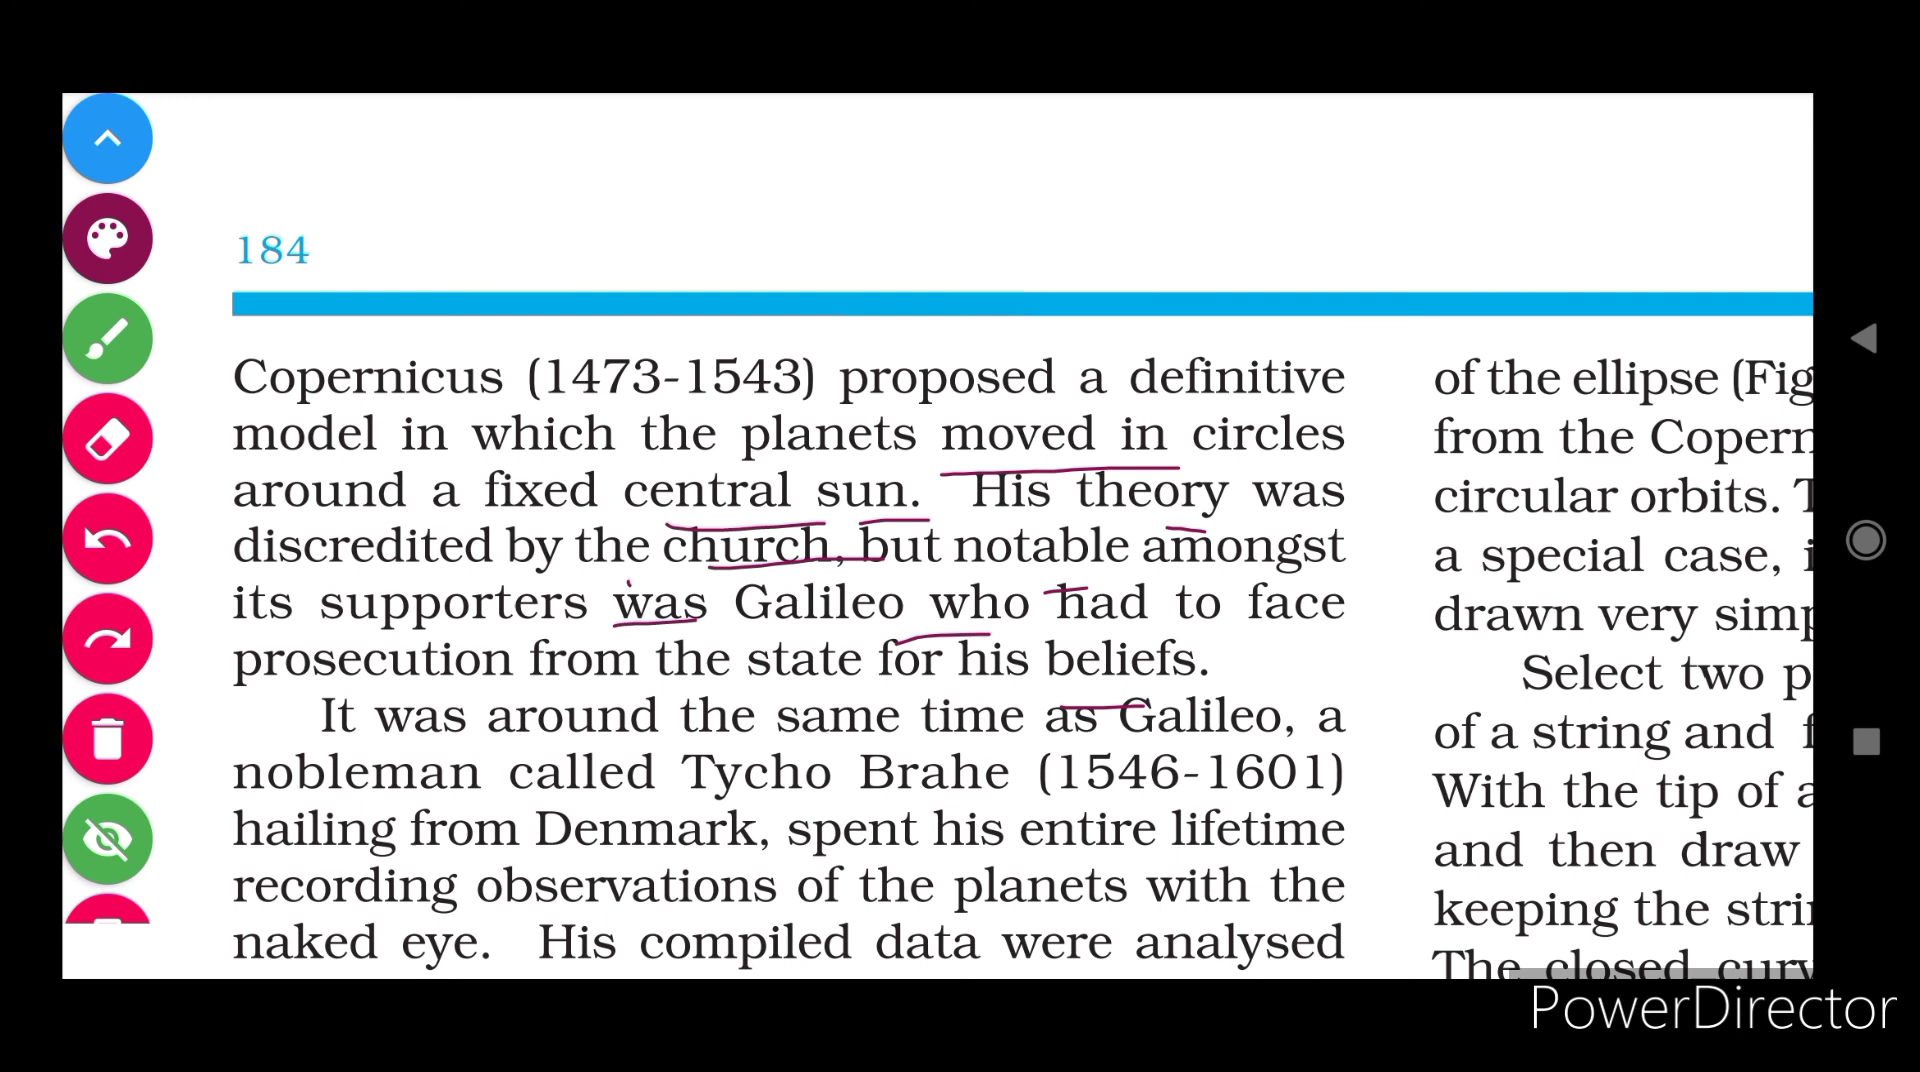 184
Copernicus (1473-1543) proposed a definitive
model in which the planets moved in circles
around a fixed central sun. His theory was
discredited by the church, but notable amongst
its supporters was Galileo who had to face
prosecution from the state for his beliefs.
It was around the same time as Galileo, a
nobleman called Tycho Brahe (1546-1601)
hailing from Denmark, spent his entire lifetime
recording observations of the planets with the
naked eye. His compiled data were analysed
of the ellipse (Fig
from the Copern
circular orbits. T
a special case, i
drawn very simp
Select two p
of a string and f
With the tip of a
and then draw
keeping the stri
The closed curv
PowerDirector